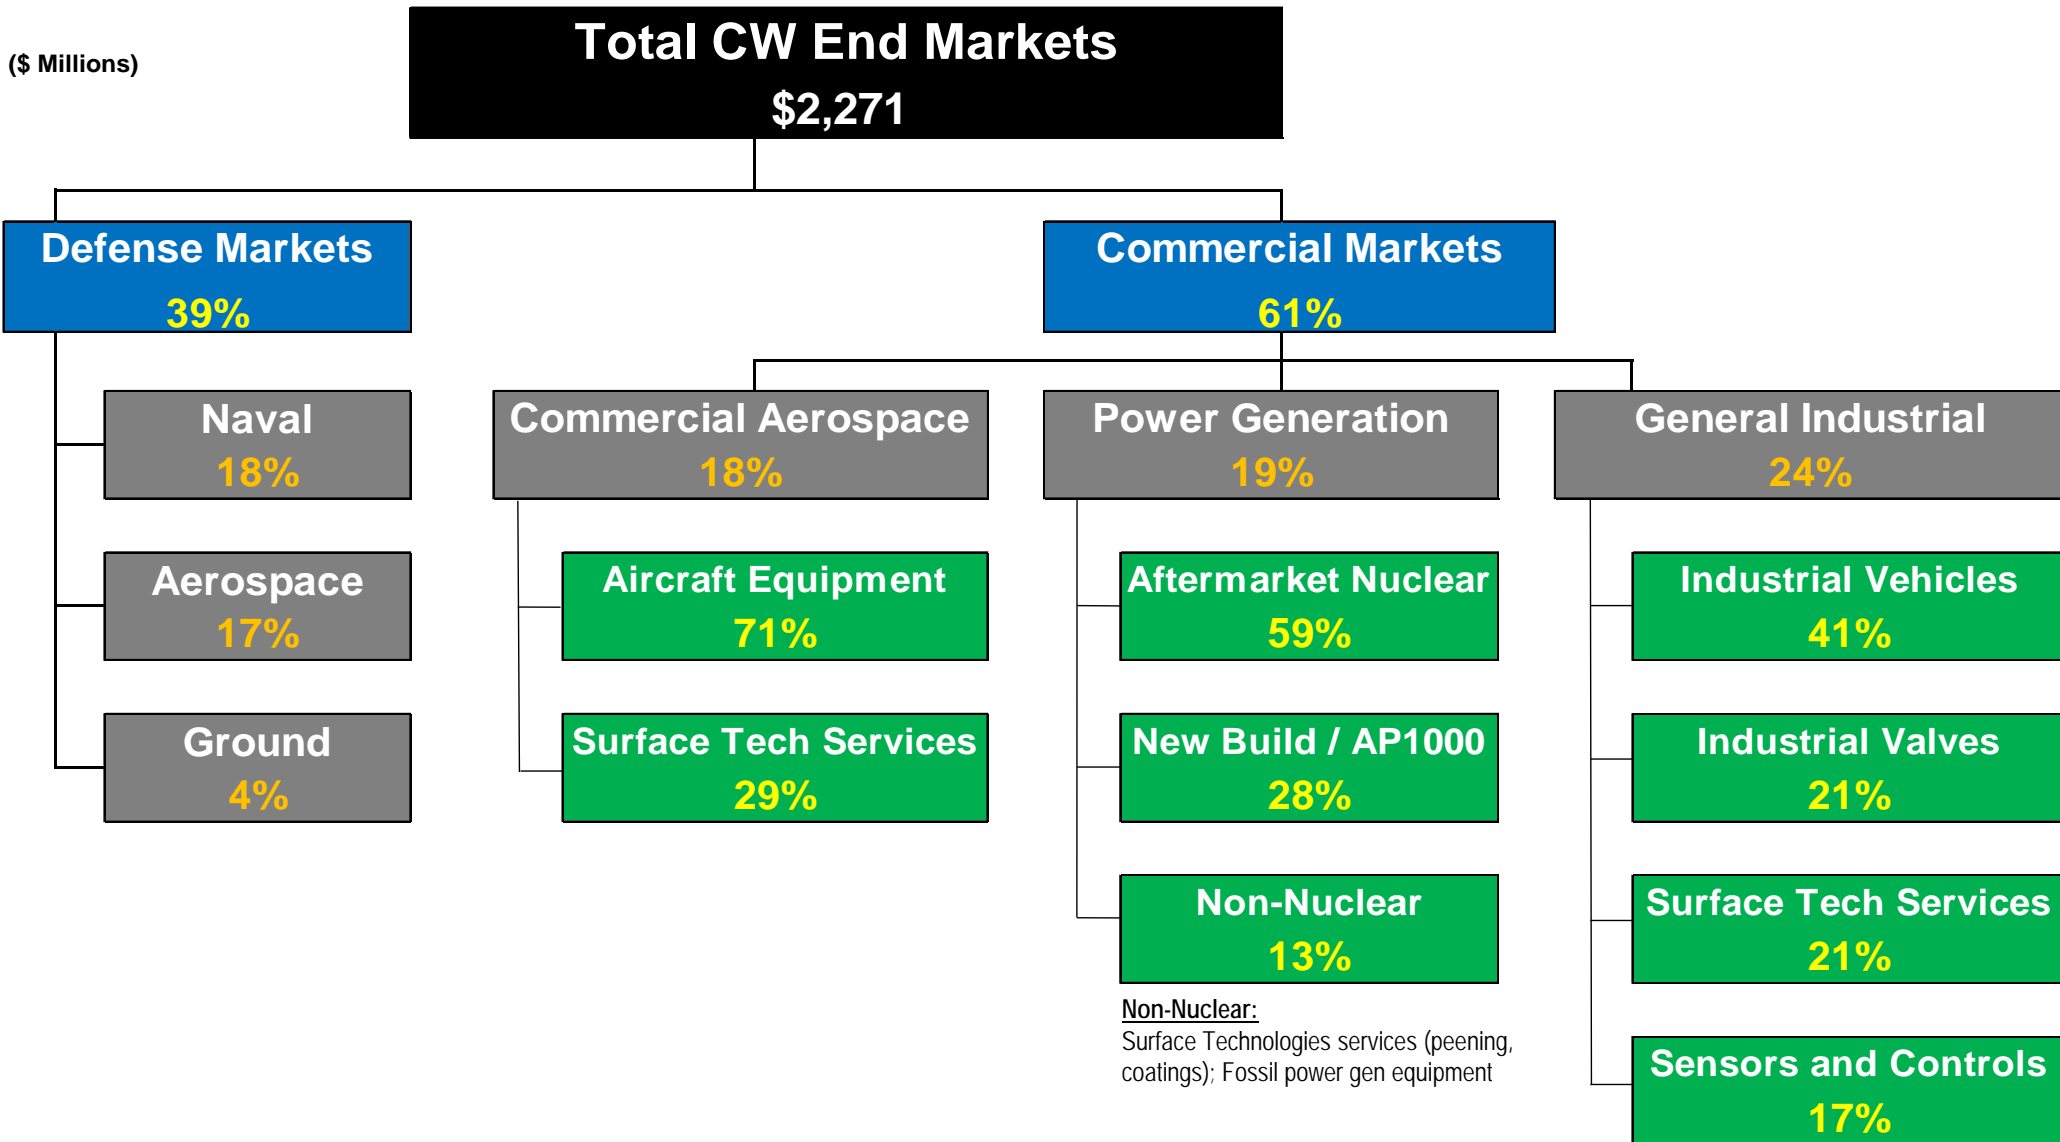 ($ Millions)
Total CW End Markets
$2,271
Defense Markets
39%
Commercial Markets
61%
Naval
18%
Aerospace
17%
Ground
4%
Commercial Aerospace
18%
Aircraft Equipment
71%
Surface Tech Services
29%
Power Generation
19%
Aftermarket Nuclear
59%
New Build / AP1000
28%
Non-Nuclear
13%
Non-Nuclear:
Surface Technologies services (peening,
coatings); Fossil power gen equipment
General Industrial
24%
Industrial Vehicles
41%
Industrial Valves
21%
Surface Tech Services
21%
Sensors and Controls
17%